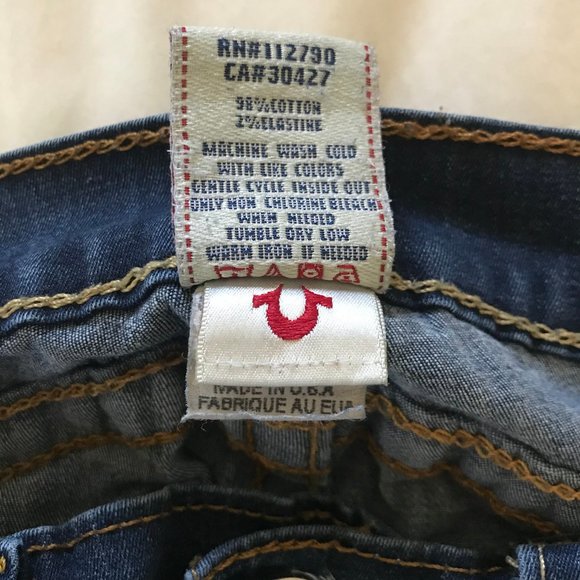 RN#112790
CA#30427
98%COTTON
2%ELASTINE
MACHINE WASH COLD
WITH LIKE COLORS
GENTLE CYCLE INSIDE OUT
ONLY NON CHLORINE BLEACH
WHEN NEEDED
TUMBLE DRY LOW
WARM IRON IF NEEDED
MADE IN U.S.A
FABRIQUE AU EUA